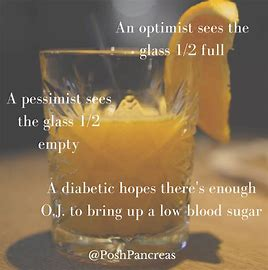 An optimist sees the
glass 1/2 full
A pessimist sees
the glass 1/2
empty
A diabetic hopes there's enough
O.J. to bring up a low blood sugar
@PoshPancreas